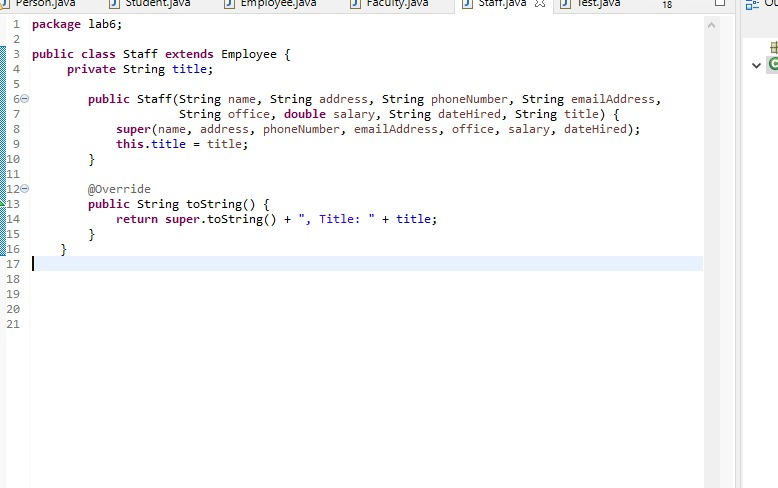 Person.java Student.java Employee.java Faculty.java Staff.java Test.java 18 Ou
1 package lab6;
2
3 public class Staff extends Employee {
4 private String title;
5
6 public Staff(String name, String address, String phoneNumber, String emailAddress,
7 String office, double salary, String dateHired, String title) {
8 super(name, address, phoneNumber, emailAddress, office, salary, dateHired);
9 this.title = title;
10 }
11
12 @Override
13 public String toString() {
14 return super.toString() + ", Title: " + title;
15 }
16 }
17
18
19
20
21